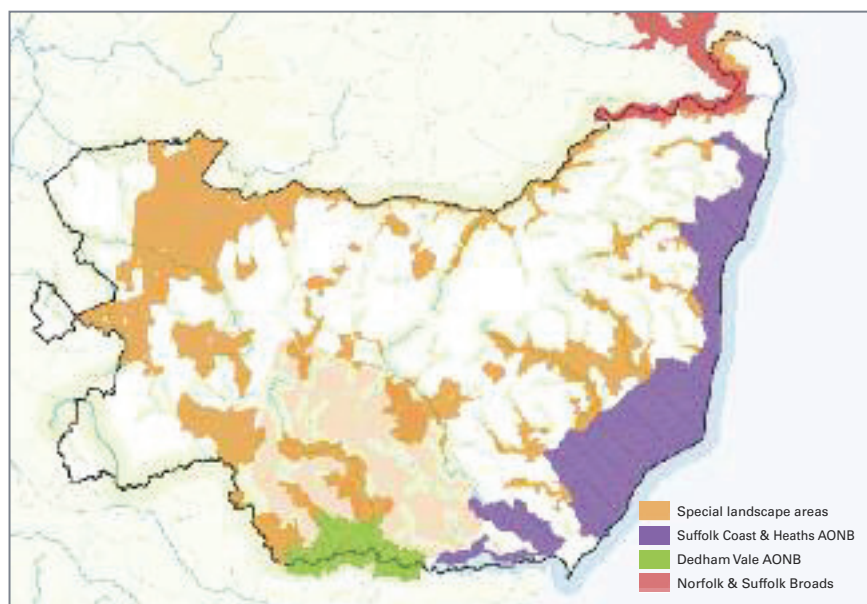 Special landscape areas
Suffolk Coast & Heaths AONB
Dedham Vale AONB
Norfolk & Suffolk Broads